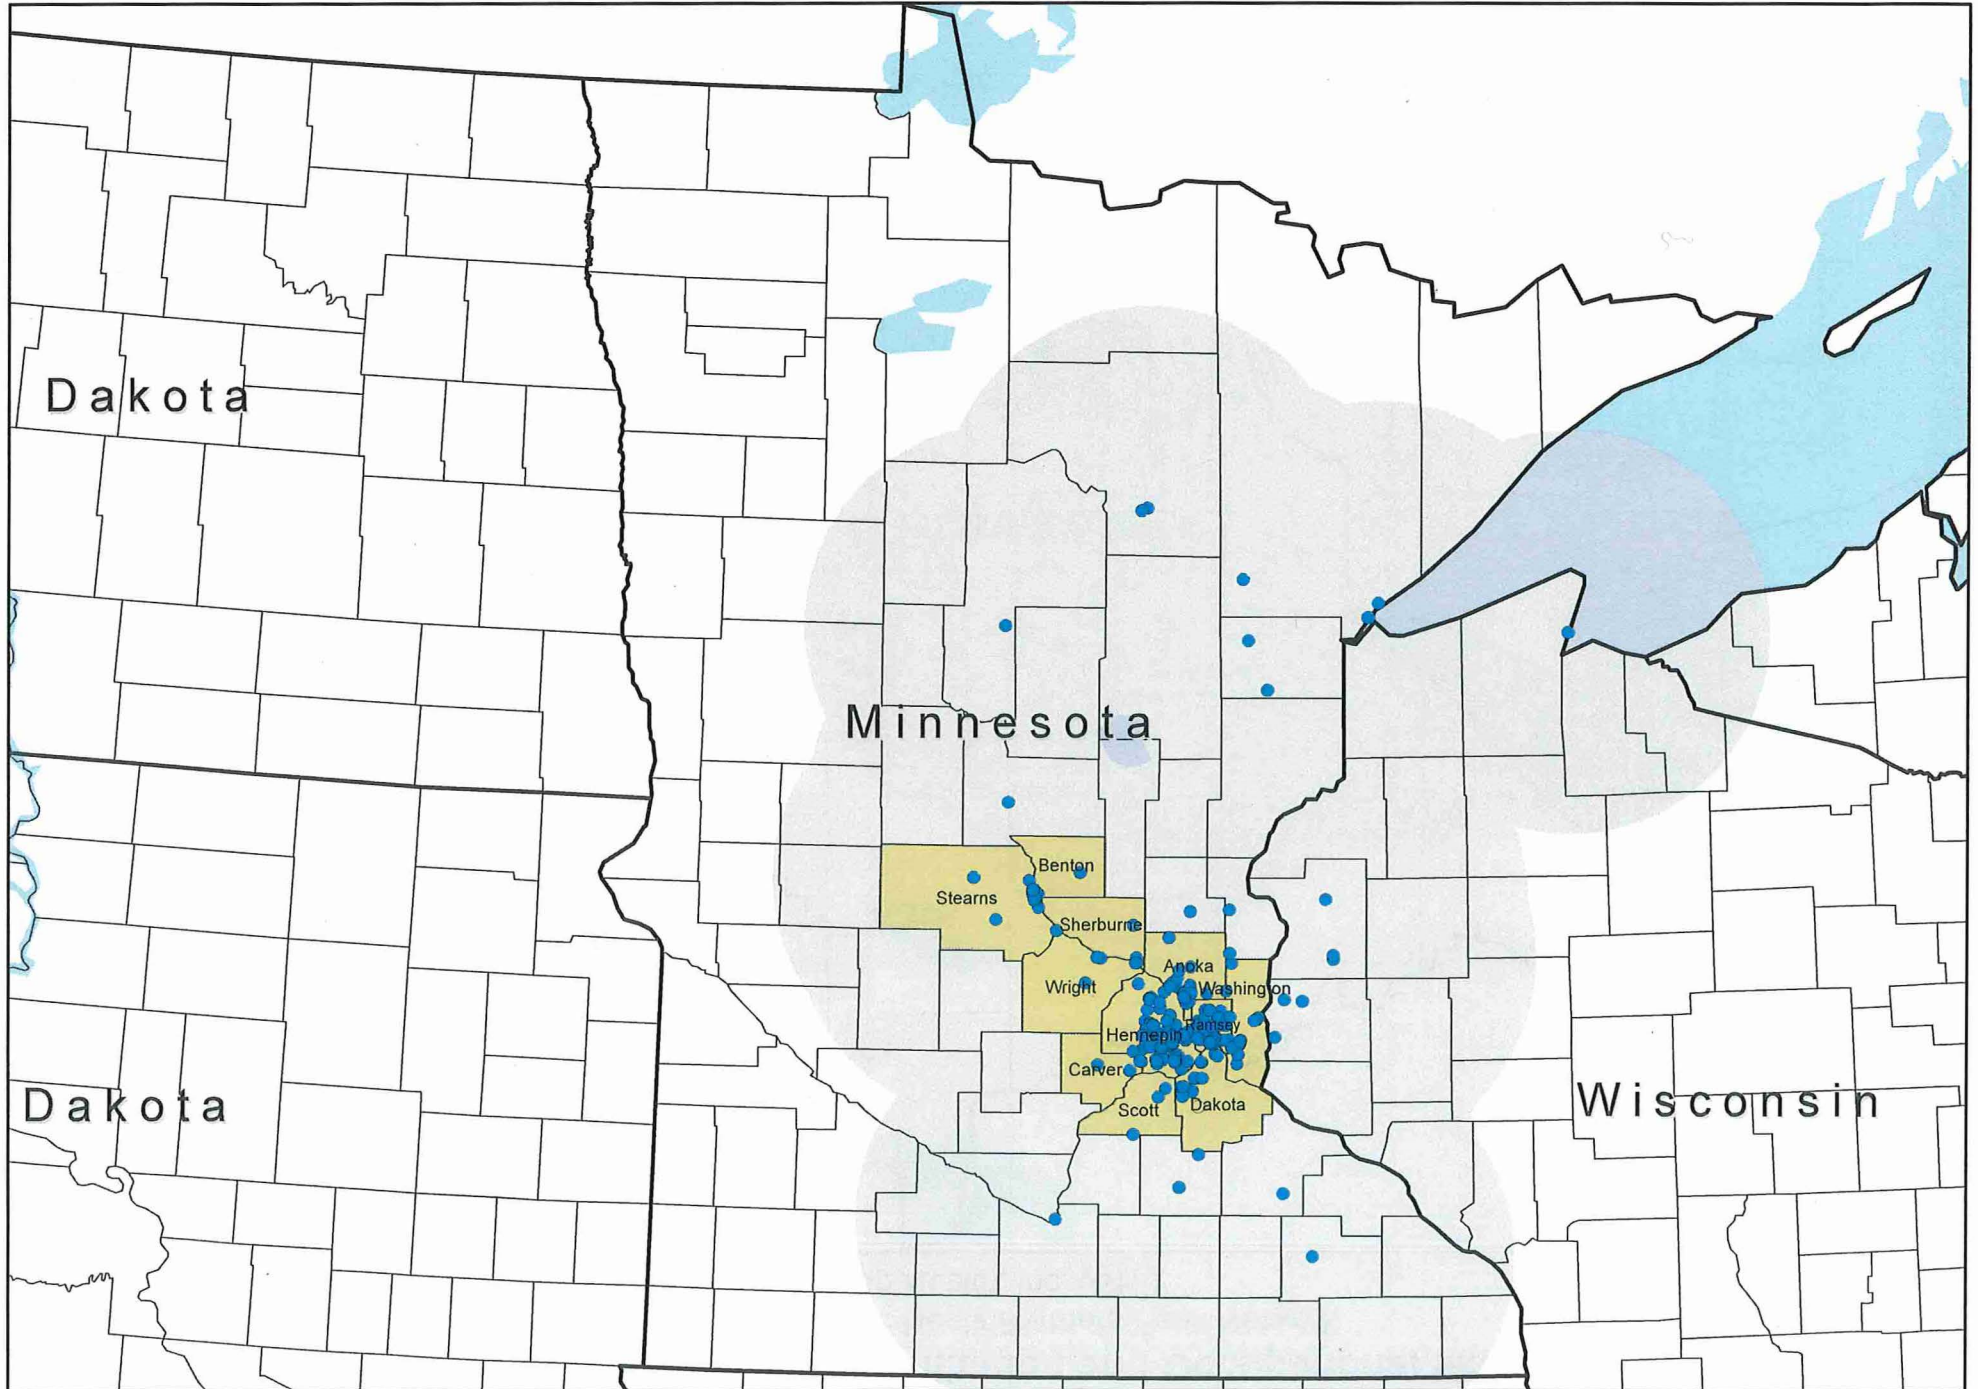 Dakota
Minnesota
Benton
Stearns
Sherburne
Anoka
Wright
Washington
Ramsey
Hennepin
Carver
Scott
Dakota
Dakota
Wisconsin